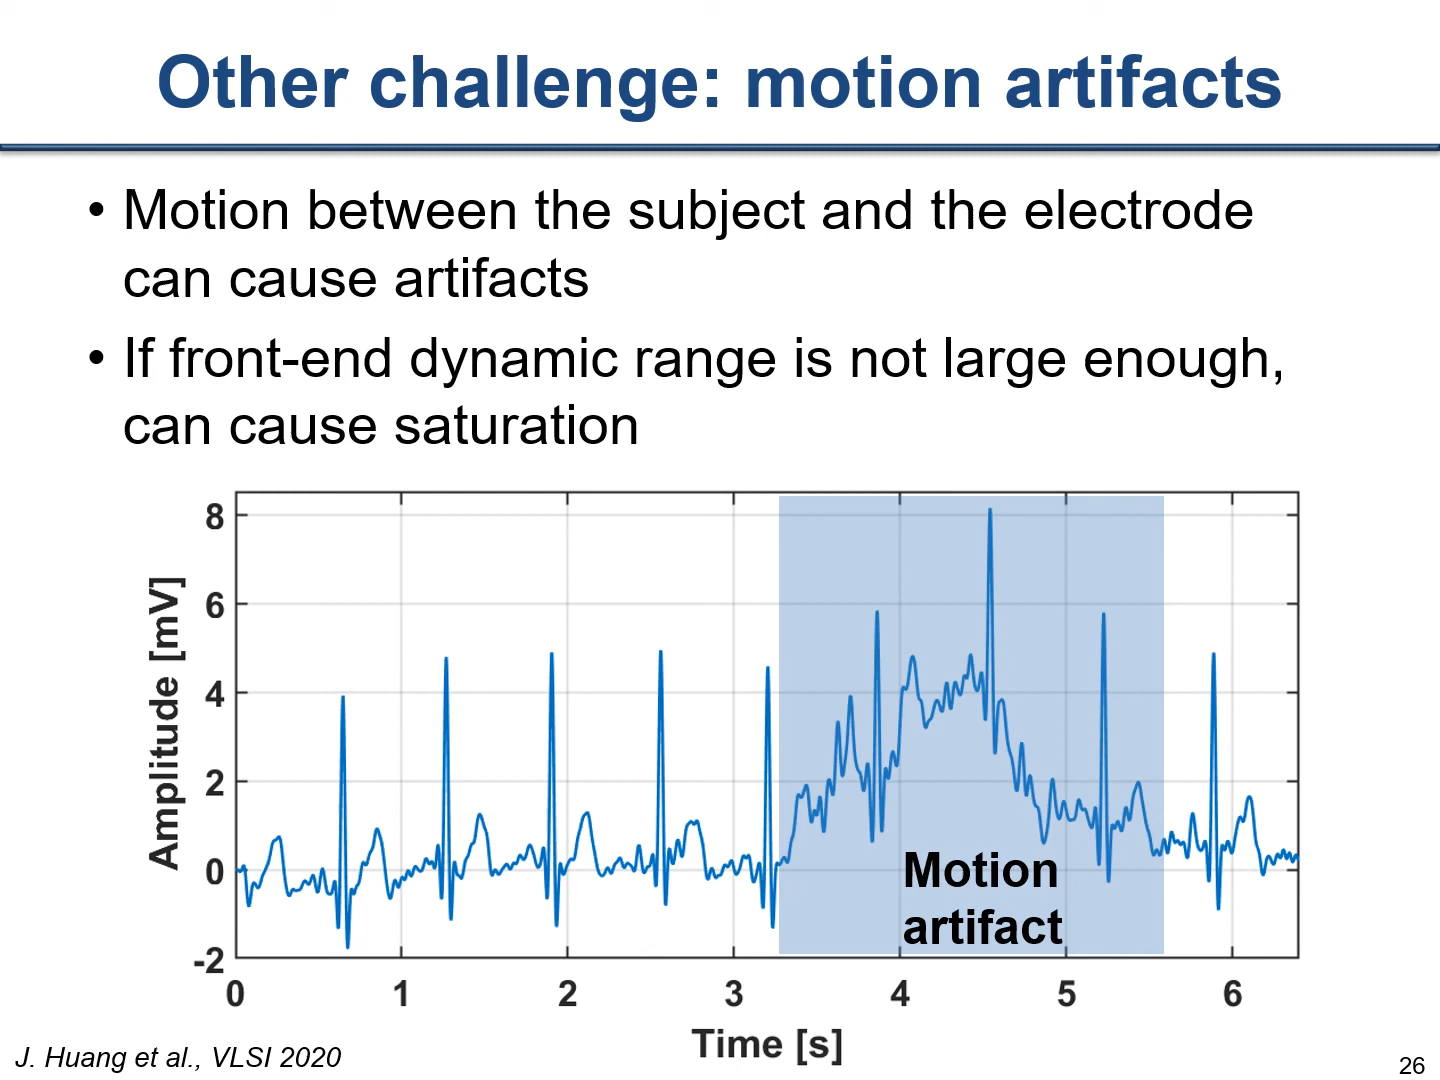 Other challenge: motion artifacts
• Motion between the subject and the electrode
can cause artifacts
• If front-end dynamic range is not large enough,
can cause saturation
8
6
4
2
0
-2
Amplitude [mV]
Motion
artifact
0 1 2 3 4 5 6
Time [s]
J. Huang et al., VLSI 2020
26